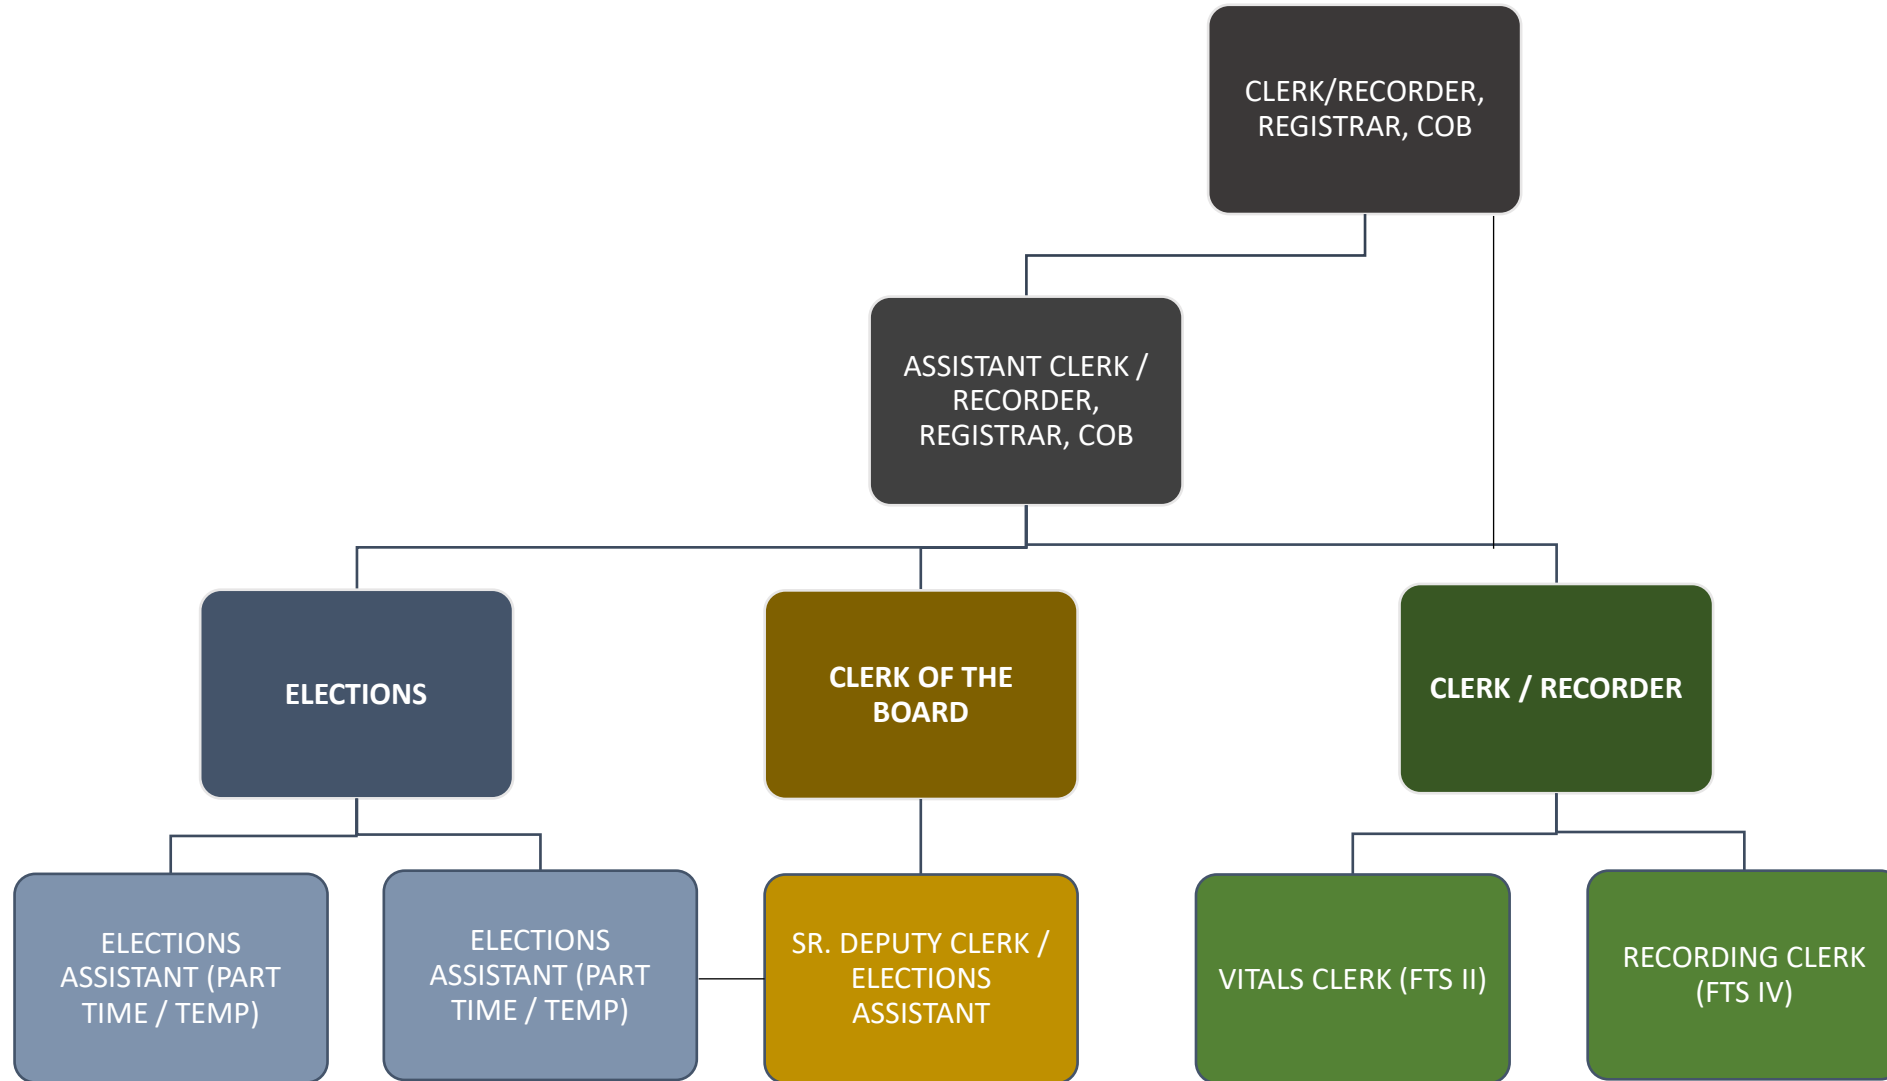 CLERK/RECORDER,
REGISTRAR, COB
ASSISTANT CLERK /
RECORDER,
REGISTRAR, COB
ELECTIONS
CLERK OF THE
BOARD
CLERK / RECORDER
ELECTIONS
ASSISTANT (PART
TIME / TEMP)
ELECTIONS
ASSISTANT (PART
TIME / TEMP)
SR. DEPUTY CLERK /
ELECTIONS
ASSISTANT
VITALS CLERK (FTS II)
RECORDING CLERK
(FTS IV)